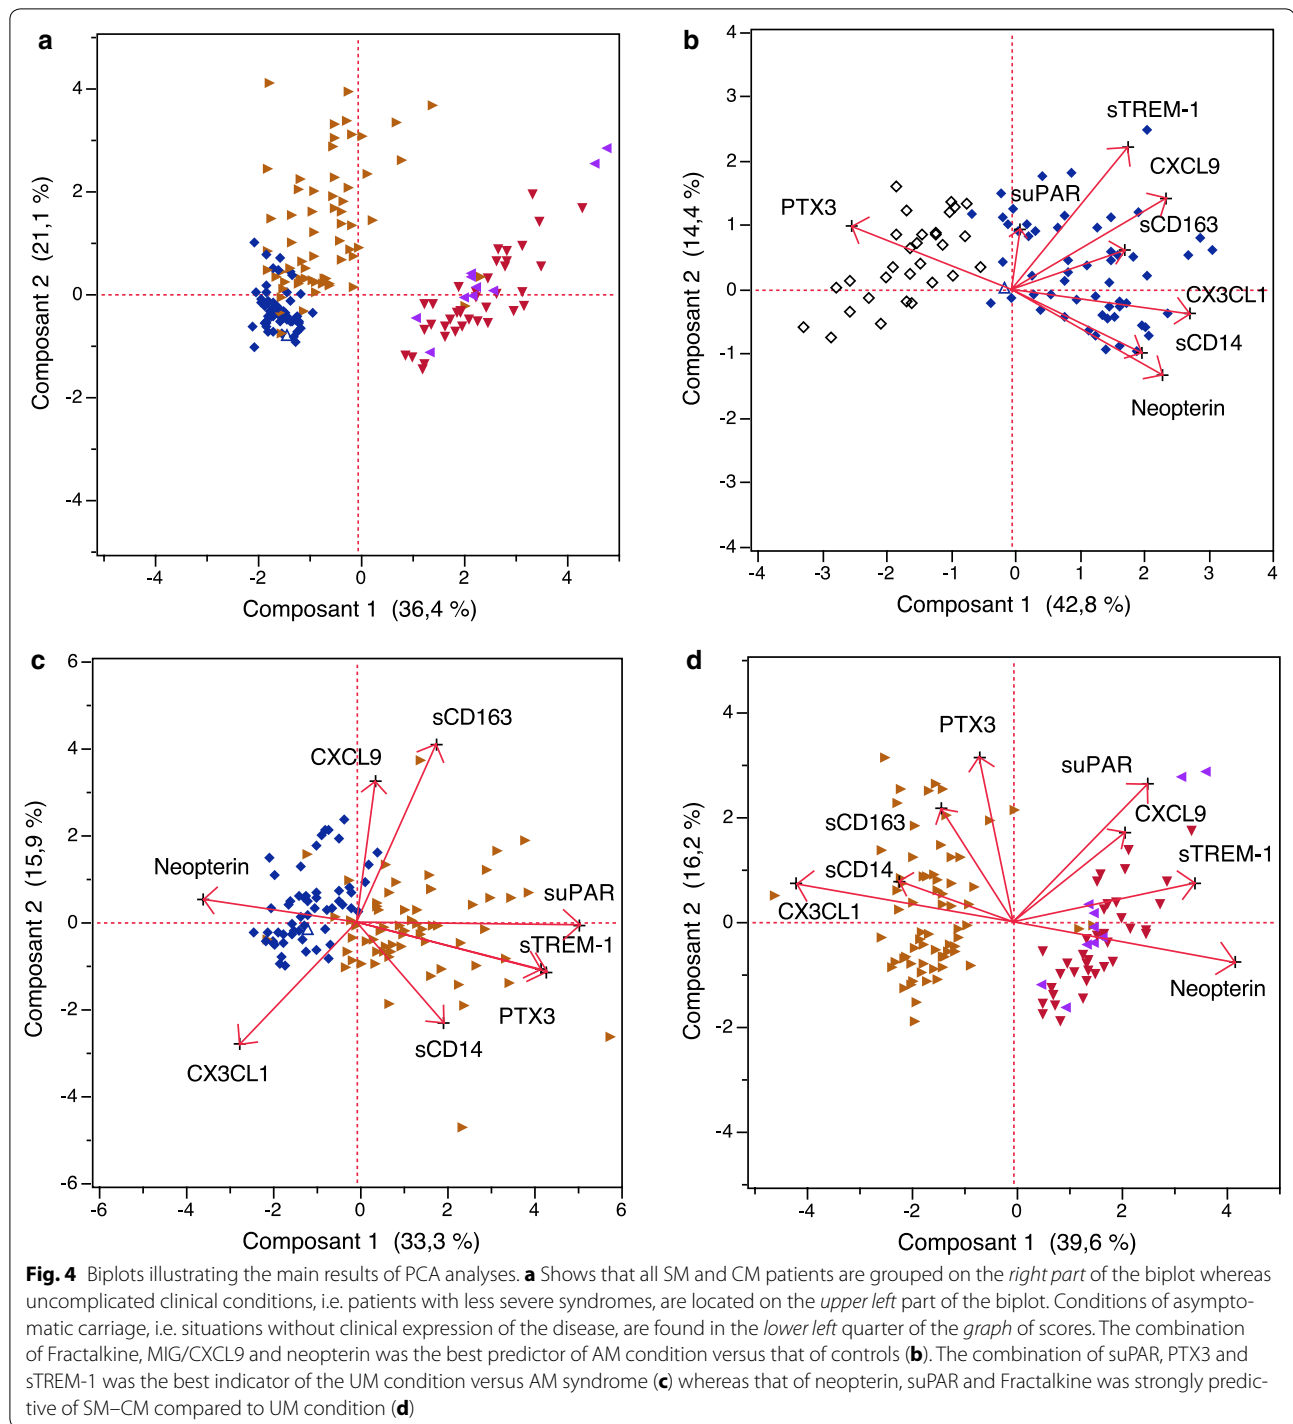 a
4
2
0
-2
-4
Composant 2 (21,1 %)
-4
-2
0
2
4
Composant 1 (36,4 %)
b
4
3
2
1
0
-1
-2
-3
-4
Composant 2 (14,4 %)
sTREM-1
CXCL9
suPAR
PTX3
sCD163
CX3CL1
sCD14
Neopterin
-4
-3
-2
-1
0
1
2
3
4
Composant 1 (42,8 %)
c
6
4
2
0
-2
-4
-6
Composant 2 (15,9 %)
sCD163
CXCL9
Neopterin
suPAR
sTREM-1
PTX3
sCD14
CX3CL1
-6
-4
-2
0
2
4
6
Composant 1 (33,3 %)
d
4
2
0
-2
-4
Composant 2 (16,2 %)
PTX3
suPAR
sCD163
CXCL9
sCD14
sTREM-1
CX3CL1
Neopterin
-4
-2
0
2
4
Composant 1 (39,6 %)
Fig. 4 Biplots illustrating the main results of PCA analyses. a Shows that all SM and CM patients are grouped on the right part of the biplot whereas
uncomplicated clinical conditions, i.e. patients with less severe syndromes, are located on the upper left part of the biplot. Conditions of asympto-
matic carriage, i.e. situations without clinical expression of the disease, are found in the lower left quarter of the graph of scores. The combination
of Fractalkine, MIG/CXCL9 and neopterin was the best predictor of AM condition versus that of controls (b). The combination of suPAR, PTX3 and
sTREM-1 was the best indicator of the UM condition versus AM syndrome (c) whereas that of neopterin, suPAR and Fractalkine was strongly predic-
tive of SM–CM compared to UM condition (d)